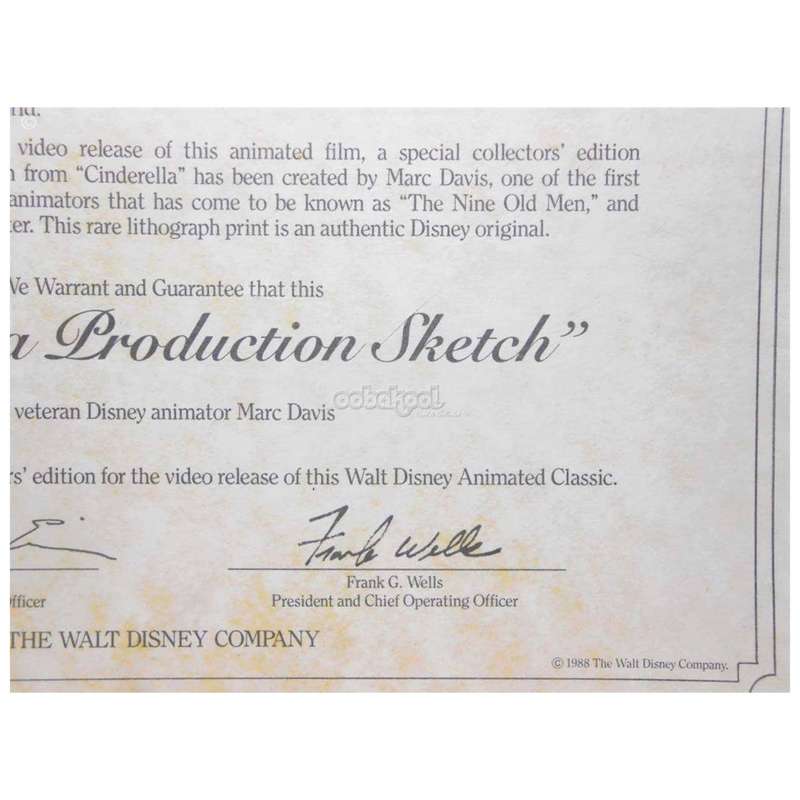 video release of this animated film, a special collectors' edition
from "Cinderella" has been created by Marc Davis, one of the first
animators that has come to be known as "The Nine Old Men," and
This rare lithograph print is an authentic Disney original.
We Warrant and Guarantee that this
a Production Sketch"
oobakool
veteran Disney animator Marc Davis
edition for the video release of this Walt Disney Animated Classic.
Frank Wells
Frank G. Wells
Officer
President and Chief Operating Officer
THE WALT DISNEY COMPANY
© 1988 The Walt Disney Company.